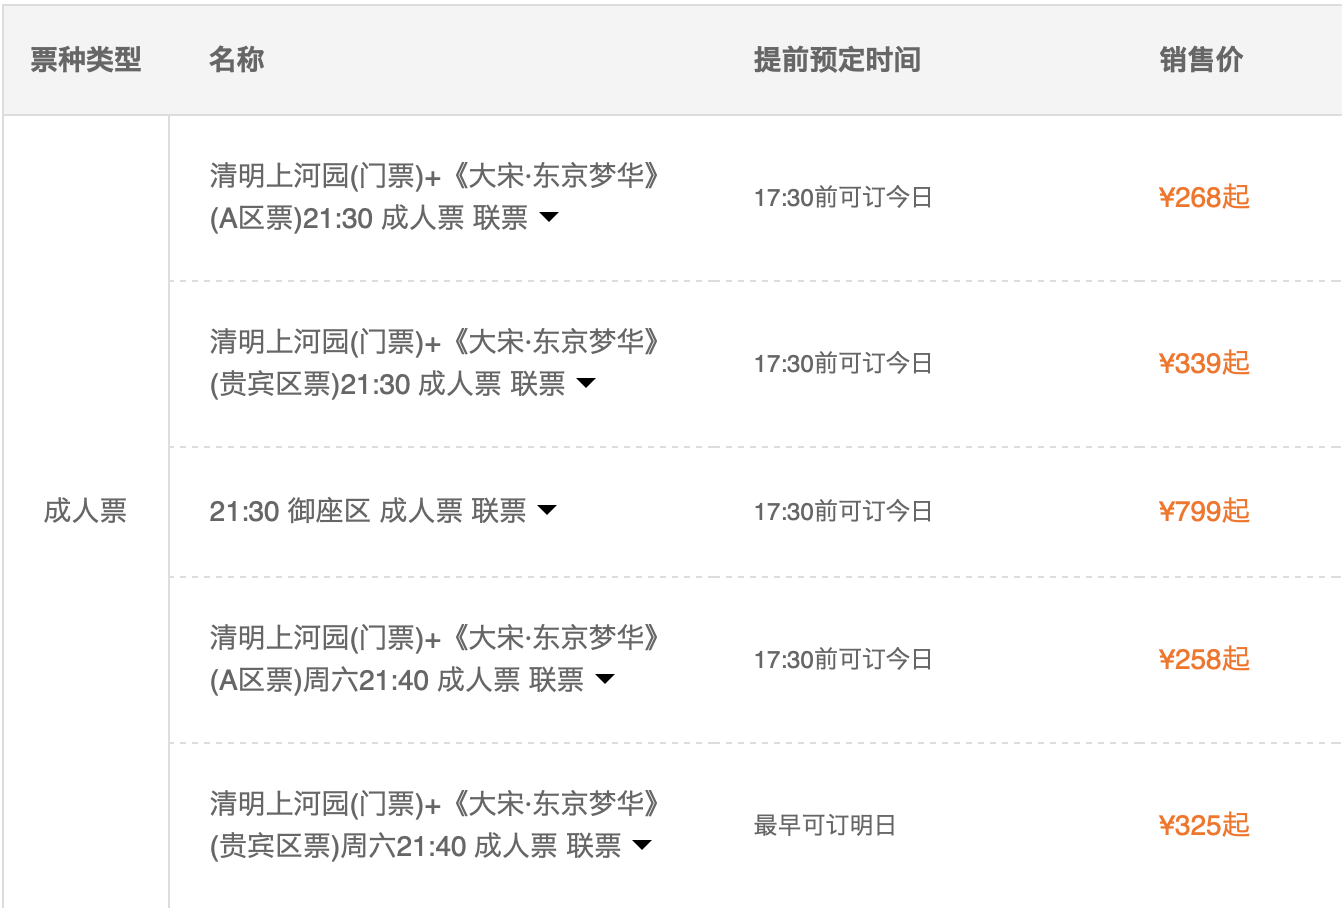 票种类型 名称 提前预定时间 销售价
清明上河园(门票)+《大宋·东京梦华》
(A区票)21:30 成人票 联票
17:30前可订今日 ¥268起
清明上河园(门票)+《大宋·东京梦华》
(贵宾区票)21:30 成人票 联票
17:30前可订今日 ¥339起
成人票 21:30 御座区 成人票 联票 17:30前可订今日 ¥799起
清明上河园(门票)+《大宋·东京梦华》
(A区票)周六21:40 成人票 联票
17:30前可订今日 ¥258起
清明上河园(门票)+《大宋·东京梦华》
(贵宾区票)周六21:40 成人票 联票
最早可订明日 ¥325起